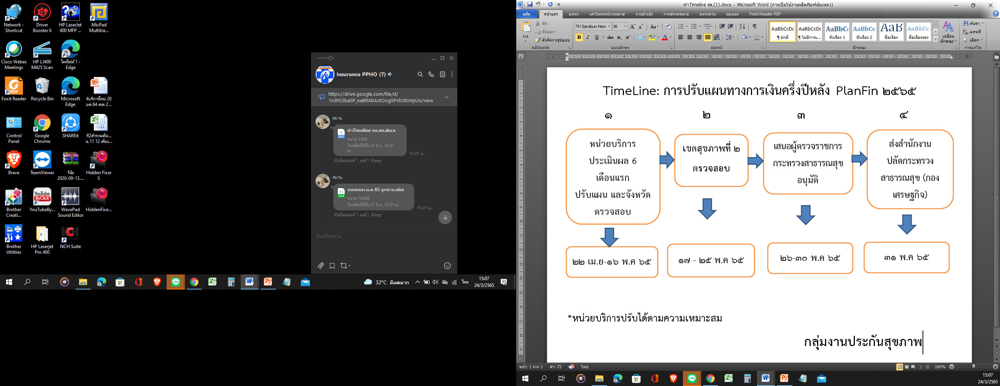 Network - Shortcut
Driver Booster 6
HP LaserJet 400 MFP ...
MixPad Multitra...
Cisco Webex Meetings
HP LJ400 M425 Scan
โพรไฟล์ 1 - Edge
Foxit Reader
Recycle Bin
Microsoft Edge
4บริการใหม่ 20 มค.64 เขต 2...
Control Panel
Google Chrome
SHAREit
R2สำรวจเพื่อ... ฉ 11 12 เพิ่มเ...
Brave
TeamViewer
วิจัย 2020-09-13....
Hidden Fixer S
Brother Creati...
YouTubeBy...
WavePad Sound Editor
HiddenFixe...
Brother Utilities
HP Laserjet Pro 400
NCH Suite
Insurance PPHO (7)
https://drive.google.com/file/d/
1n3hS3baSP_eaBRAbAstOog5PVbXKmpUo/view
สมาน
ทำTimeline รพ.สต.docx
ขนาด 32KB
โหลดไฟล์ได้ถึง 31 มี.ค. 15.01
น.
15.01 น.
เปิดโฟลเดอร์ | แชร์ | Keep
สมาน
งบทดลอง ม.ค 65 ลูกข่าย.xlsx
ขนาด 709KB
โหลดไฟล์ได้ถึง 31 มี.ค. 15.01 น.
15.01 น.
เปิดโฟลเดอร์ | แชร์ | Keep
พิมพ์ข้อความ
32°C มีเมฆมาก
ไทย
15:07
24/3/2565
ทำTimeline รพ.(1).docx - Microsoft Word (การเปิดใช้งานผลิตภัณฑ์ล้มเหลว)
แฟ้ม หน้าแรก แทรก เค้าโครงหน้ากระดาษ การอ้างอิง การส่งจดหมาย ตรวจทาน มุมมอง Foxit Reader PDF
วาง
ตัด
คัดลอก
ตัวคัดวางรูปแบบ
คลิปบอร์ด
TH Sarabun New 36
แบบอักษร
ย่อหน้า
AaBbCcDc AaBbCcDc AaBbC AaBbCc AaB AaBbCc.
¶ ปกติ ¶ ไม่มีการเ... หัวเรื่อง 1 หัวเรื่อง 2 ชื่อเรื่อง ชื่อเรื่องรอง
ลักษณะ
เปลี่ยน ลักษณะ
ค้นหา
แทนที่
เลือก
การแก้ไข
TimeLine: การปรับแผนทางการเงินครึ่งปีหลัง PlanFin ๒๕๖๕
๑ ๒ ๓ ๔
หน่วยบริการ
ประเมินผล 6
เดือนแรก
ปรับแผน และจังหวัด
ตรวจสอบ
เขตสุขภาพที่ ๒
ตรวจสอบ
เสนอผู้ตรวจราชการ
กระทรวงสาธารณสุข
อนุมัติ
ส่งสำนักงาน
ปลัดกระทรวง
สาธารณสุข (กอง
เศรษฐกิจ)
๒๒ เม.ย-๑๖ พ.ค ๖๕
๑๗ - ๒๕ พ.ค ๖๕
๒๖-๓๐ พ.ค ๖๕
๓๑ พ.ค ๖๕
*หน่วยบริการปรับได้ตามความเหมาะสม
กลุ่มงานประกันสุขภาพ
หน้า: 1 จาก 1 คำ: 72 ไทย
100%
15:07
24/3/2565